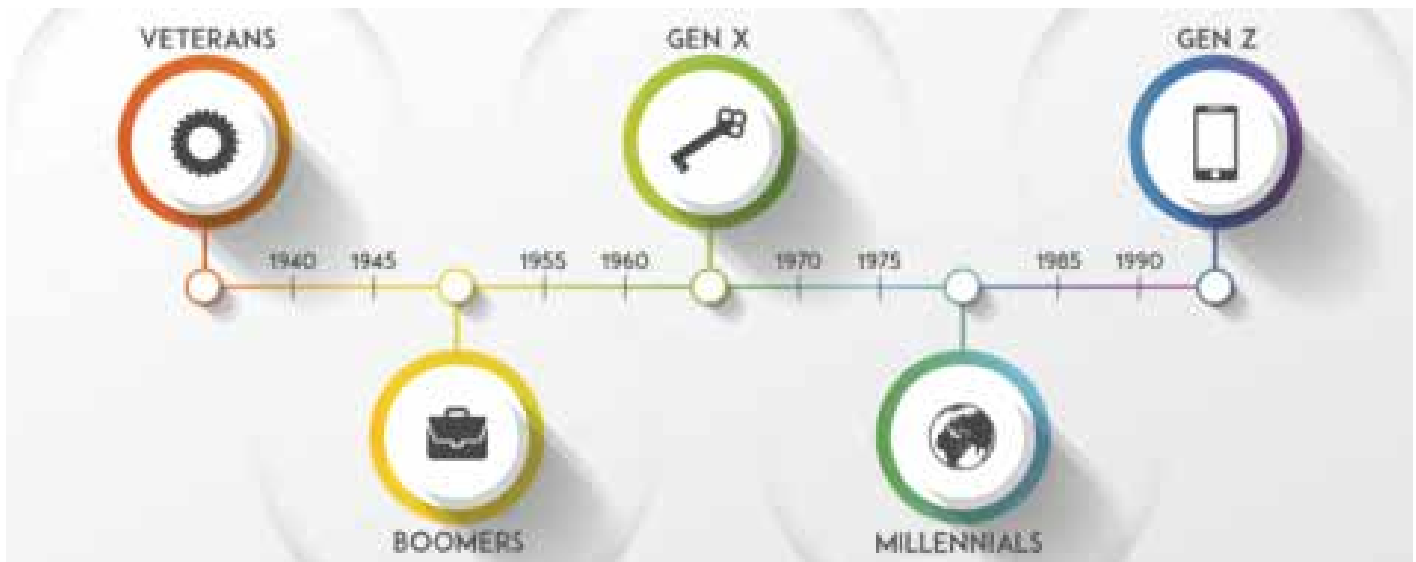 VETERANS
GEN X
GEN Z
1940 1945 1955 1960 1970 1975 1985 1990
BOOMERS
MILLENNIALS